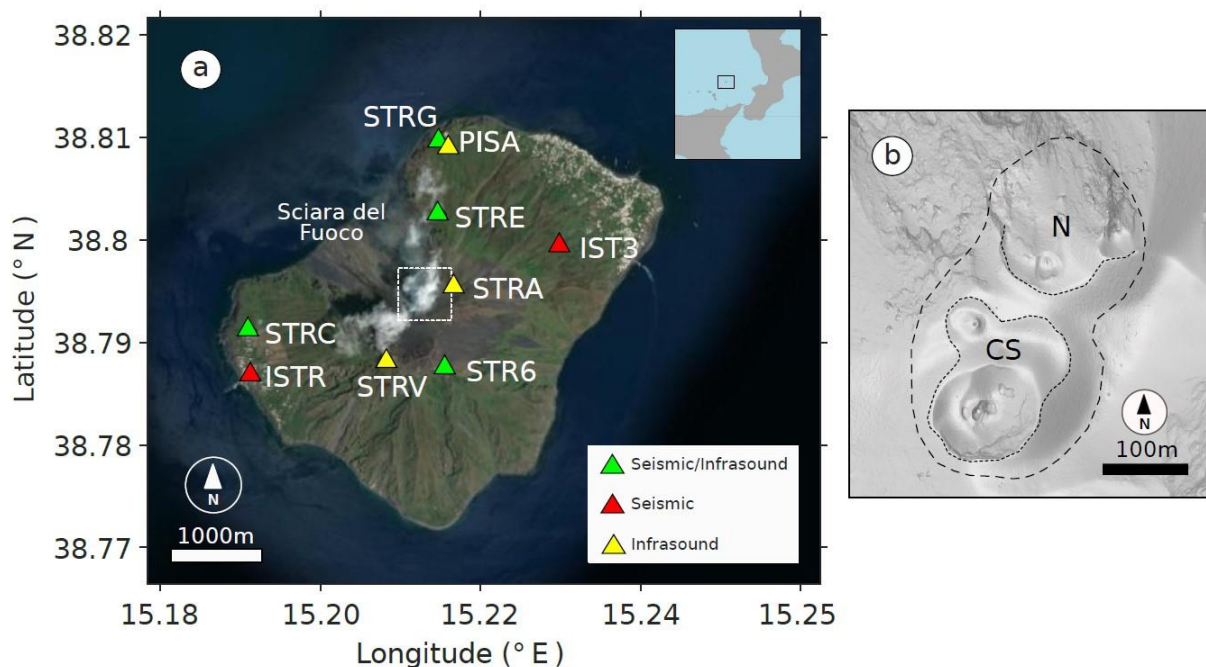 38.82
38.81
38.8
38.79
38.78
38.77
Latitude (° N)
a
STRG
PISA
Sciara del
Fuoco
STRE
IST3
STRA
STRC
ISTR
STRV
STR6
N
1000m
Seismic/Infrasound
Seismic
Infrasound
15.18
15.20
15.22
15.24
15.25
Longitude (° E)
b
N
CS
N
100m